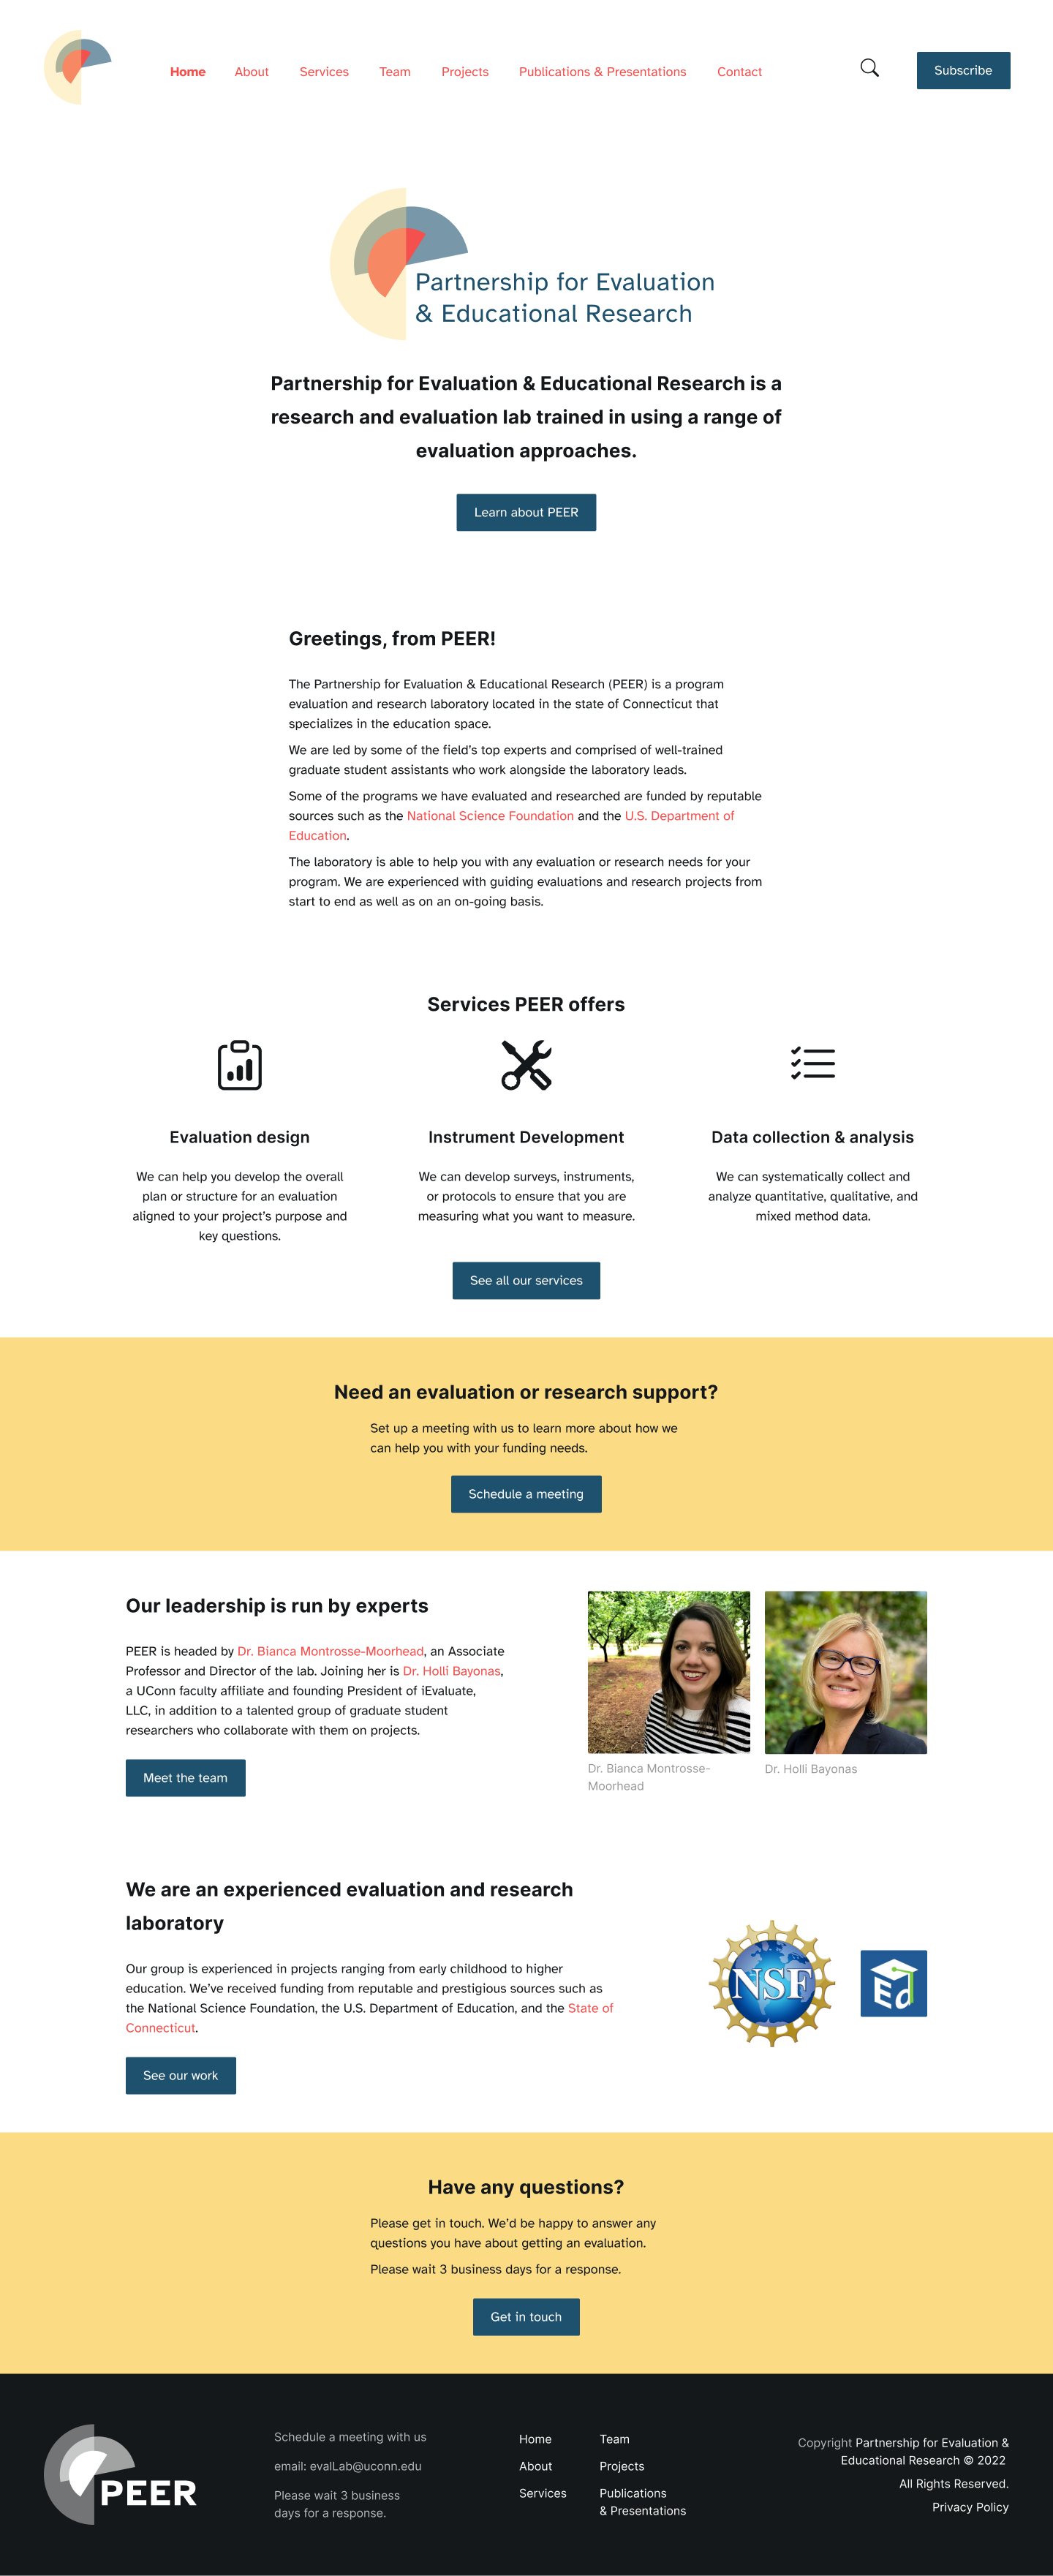 Home About Services Team Projects Publications & Presentations Contact Subscribe
Partnership for Evaluation
& Educational Research
Partnership for Evaluation & Educational Research is a
research and evaluation lab trained in using a range of
evaluation approaches.
Learn about PEER
Greetings, from PEER!
The Partnership for Evaluation & Educational Research (PEER) is a program
evaluation and research laboratory located in the state of Connecticut that
specializes in the education space.
We are led by some of the field's top experts and comprised of well-trained
graduate student assistants who work alongside the laboratory leads.
Some of the programs we have evaluated and researched are funded by reputable
sources such as the National Science Foundation and the U.S. Department of
Education.
The laboratory is able to help you with any evaluation or research needs for your
program. We are experienced with guiding evaluations and research projects from
start to end as well as on an on-going basis.
Services PEER offers
Evaluation design
We can help you develop the overall
plan or structure for an evaluation
aligned to your project's purpose and
key questions.
Instrument Development
We can develop surveys, instruments,
or protocols to ensure that you are
measuring what you want to measure.
Data collection & analysis
We can systematically collect and
analyze quantitative, qualitative, and
mixed method data.
See all our services
Need an evaluation or research support?
Set up a meeting with us to learn more about how we
can help you with your funding needs.
Schedule a meeting
Our leadership is run by experts
PEER is headed by Dr. Bianca Montrosse-Moorhead, an Associate
Professor and Director of the lab. Joining her is Dr. Holli Bayonas,
a UConn faculty affiliate and founding President of iEvaluate,
LLC, in addition to a talented group of graduate student
researchers who collaborate with them on projects.
Meet the team
Dr. Bianca Montrosse-
Moorhead
Dr. Holli Bayonas
We are an experienced evaluation and research
laboratory
Our group is experienced in projects ranging from early childhood to higher
education. We've received funding from reputable and prestigious sources such as
the National Science Foundation, the U.S. Department of Education, and the State of
Connecticut.
See our work
NSF
Ed
Have any questions?
Please get in touch. We'd be happy to answer any
questions you have about getting an evaluation.
Please wait 3 business days for a response.
Get in touch
PEER
Schedule a meeting with us
email: evalLab@uconn.edu
Please wait 3 business
days for a response.
Home
About
Services
Team
Projects
Publications
& Presentations
Copyright Partnership for Evaluation &
Educational Research © 2022
All Rights Reserved.
Privacy Policy